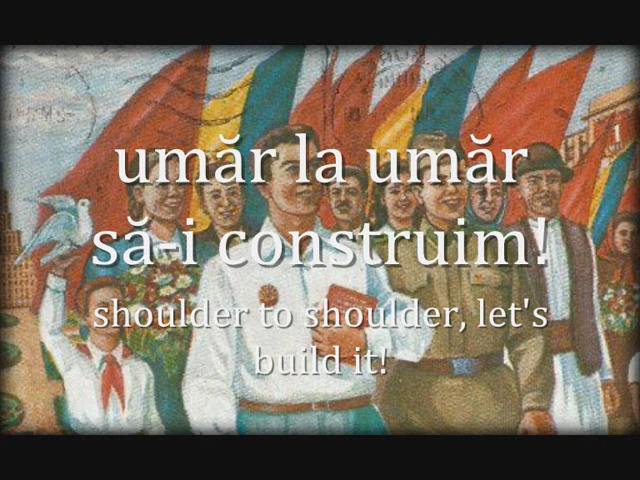 umăr la umăr
să-i construim!
shoulder to shoulder, let's
build it!